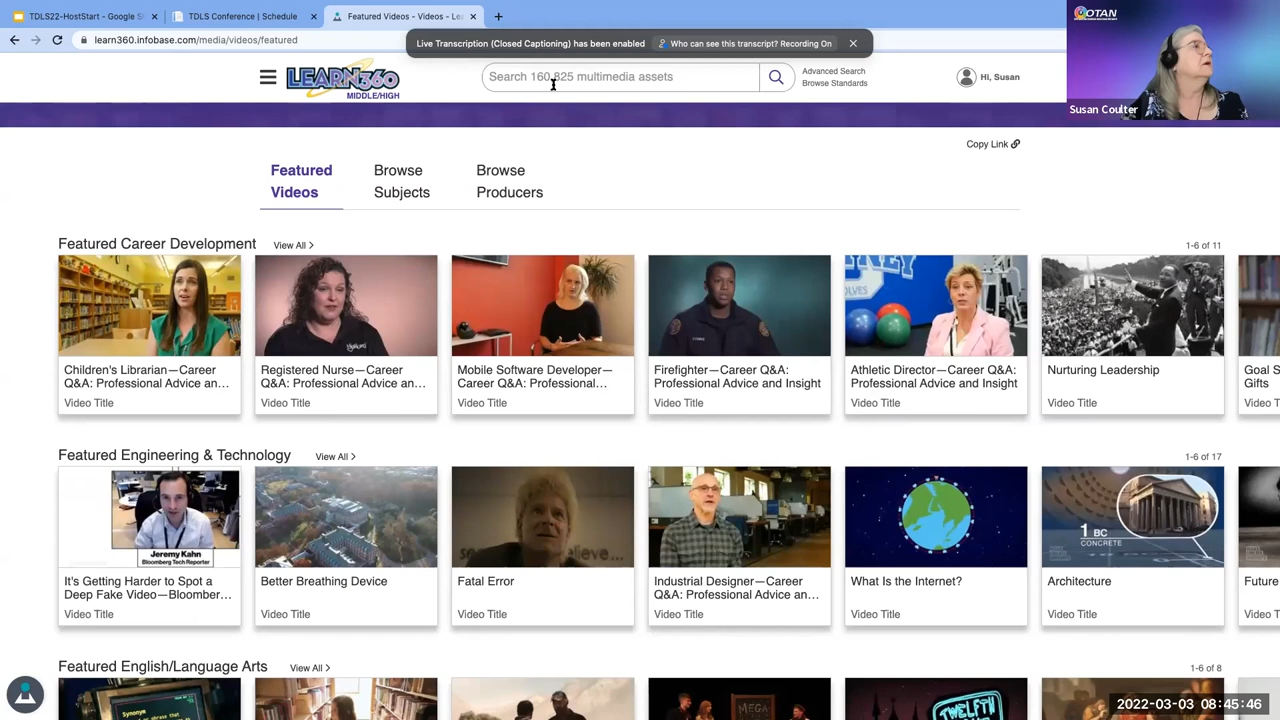 TDLS22-HostStart - Google S
TDLS Conference | Schedule
Featured Videos - Videos - Lea
OTAN
learn360.infobase.com/media/videos/featured
Live Transcription (Closed Captioning) has been enabled
Who can see this transcript? Recording On
LEARN360
MIDDLE/HIGH
Search 160,825 multimedia assets
Advanced Search
Browse Standards
Hi, Susan
Susan Coulter
Copy Link
Featured Videos
Browse Subjects
Browse Producers
Featured Career Development
View All >
1-6 of 11
Children's Librarian—Career Q&A: Professional Advice an...
Video Title
Registered Nurse—Career Q&A: Professional Advice an...
Video Title
Mobile Software Developer—Career Q&A: Professional...
Video Title
Firefighter—Career Q&A: Professional Advice and Insight
Video Title
Athletic Director—Career Q&A: Professional Advice and Insight
Video Title
Nurturing Leadership
Video Title
Goal S
Gifts
Video T
Featured Engineering & Technology
View All >
1-6 of 17
Jeremy Kahn
Bloomberg Tech Reporter
It's Getting Harder to Spot a Deep Fake Video—Bloomber...
Video Title
Better Breathing Device
Video Title
Fatal Error
Video Title
Industrial Designer—Career Q&A: Professional Advice an...
Video Title
What Is the Internet?
Video Title
1 BC
CONCRETE
Architecture
Video Title
Future
Video T
Featured English/Language Arts
View All >
1-6 of 8
Synonym
MEGA
TWELFTH
2022-03-03 08:45:46